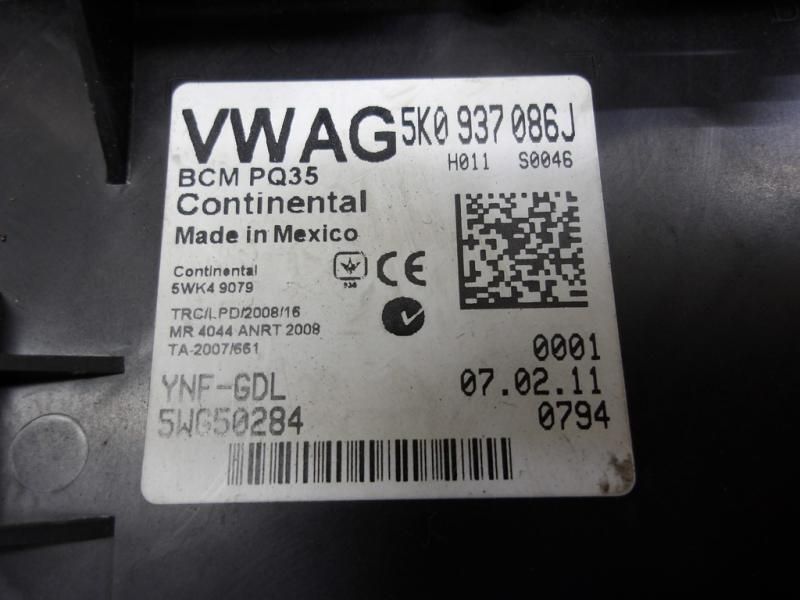 VWAG 5K0 937 086J
H011 S0046
BCM PQ35
Continental
Made in Mexico
Continental
5WK4 9079
CE
TRC/LPD/2008/16
MR 4044 ANRT 2008
TA-2007/661
0001
YNF-GDL 07.02.11
5WG50284 0794